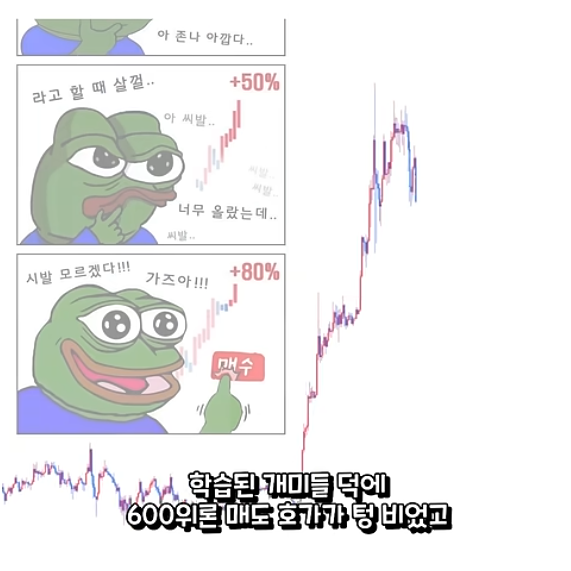 아 존나 아깝다..
라고 할 때 살껄..
+50%
아 씨발..
씨발..
씨발..
너무 올랐는데..
씨발..
시발 모르겠다!!!
가즈아!!!
+80%
매수
학습된 개미들 덕에
600위론 매도 호가가 텅 비었고